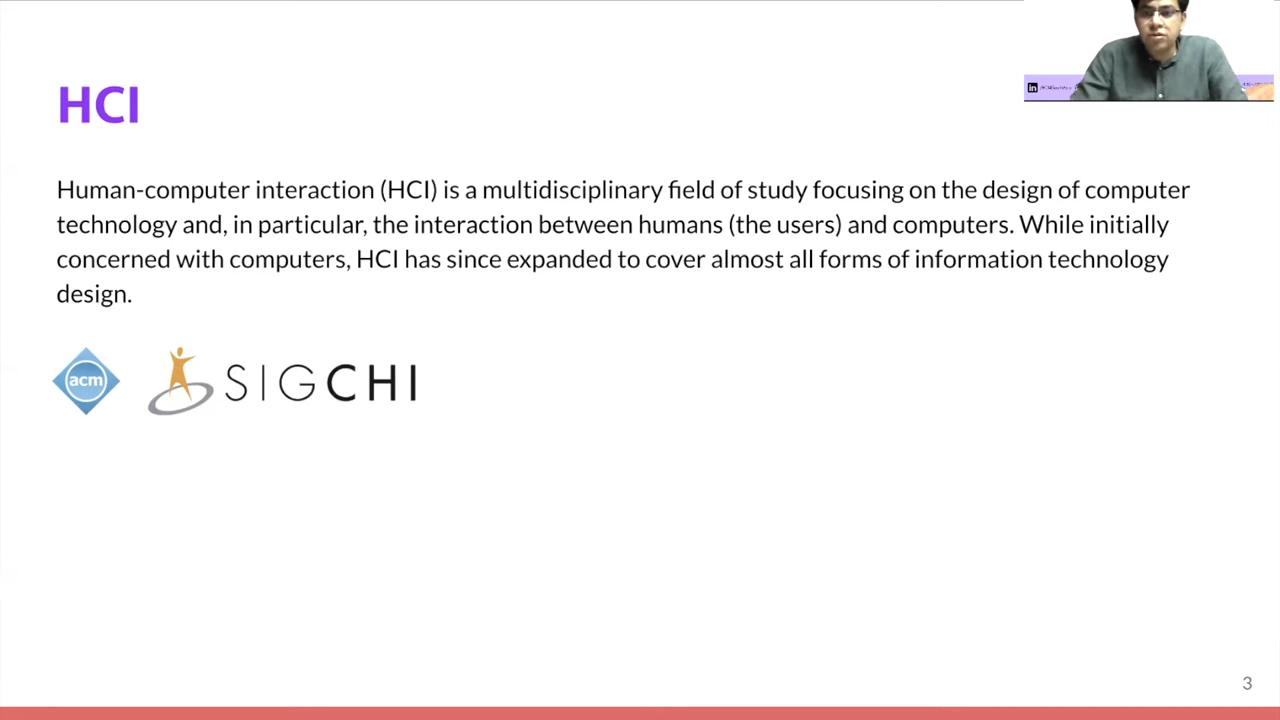 HCI
Human-computer interaction (HCI) is a multidisciplinary field of study focusing on the design of computer
technology and, in particular, the interaction between humans (the users) and computers. While initially
concerned with computers, HCI has since expanded to cover almost all forms of information technology
design.
acm
SIGCHI
in
3